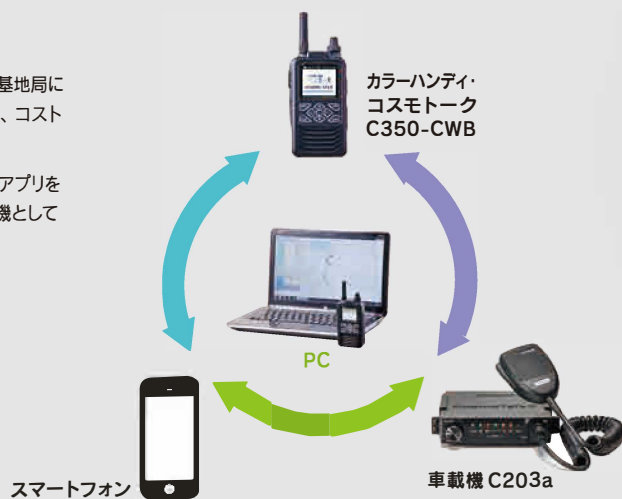 基地局に
、コスト
アプリを
機として
カラーハンディ・
コスモトーク
C350-CWB
PC
スマートフォン
車載機 C203a